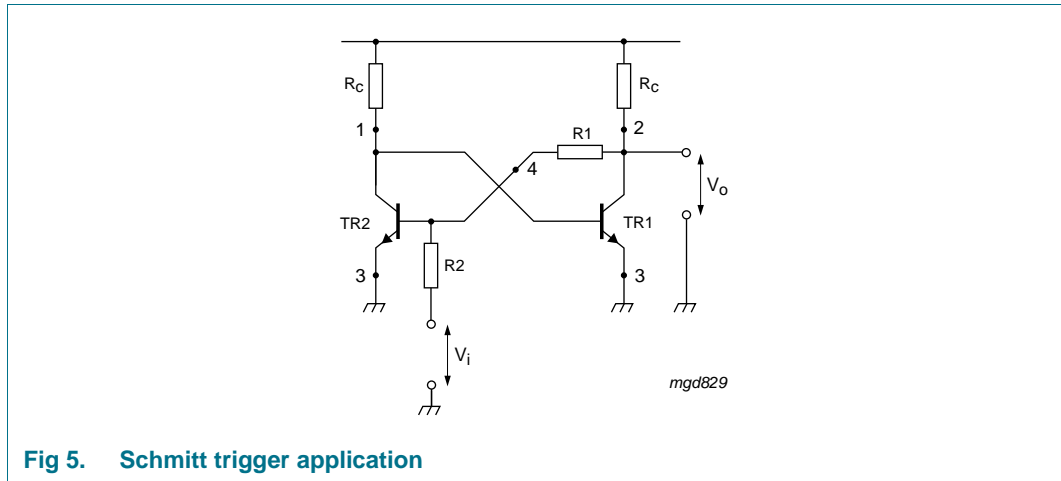 Rc Rc
1 2
R1
4
Vo
TR2 TR1
R2
3 3
Vi
mgd829
Fig 5. Schmitt trigger application